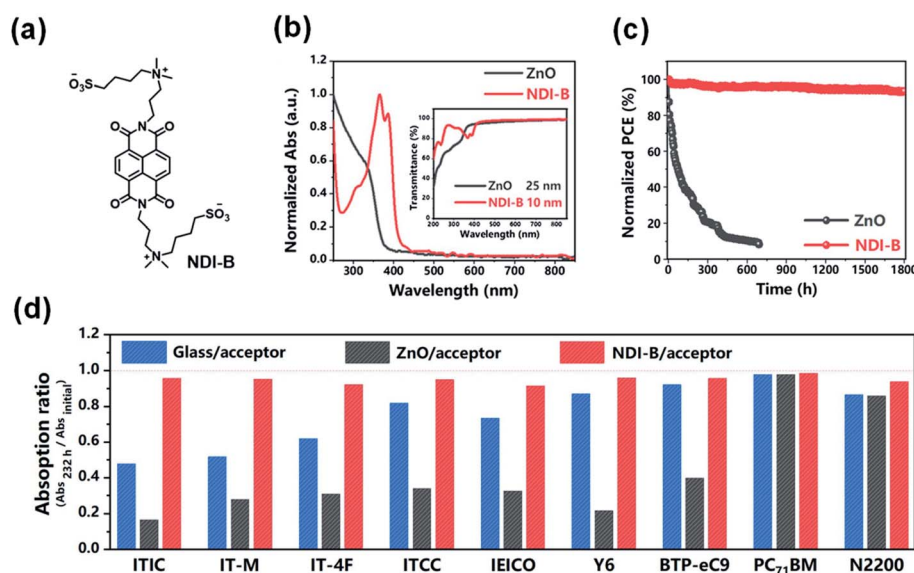 (a)
O₃S⁻
N⁺
O N O
O N O
SO₃⁻
N⁺
NDI-B
(b)
Normalized Abs (a.u.)
1.2
1.0
0.8
0.6
0.4
0.2
0.0
ZnO
NDI-B
Transmittance (%)
100
80
60
40
20
0
ZnO 25 nm
NDI-B 10 nm
200 300 400 500 600 700 800
Wavelength (nm)
300 400 500 600 700 800
Wavelength (nm)
(c)
Normalized PCE (%)
100
80
60
40
20
0
ZnO
NDI-B
0 300 600 900 1200 1500 1800
Time (h)
(d)
Absoption ratio
(Abs 232 h / Abs initial)
1.2
1.0
0.8
0.6
0.4
0.2
0.0
Glass/acceptor ZnO/acceptor NDI-B/acceptor
ITIC IT-M IT-4F ITCC IEICO Y6 BTP-eC9 PC₇₁BM N2200